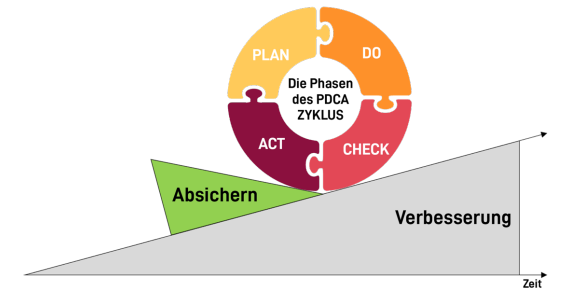 PLAN
DO
Die Phasen
des PDCA
ZYKLUS
ACT
CHECK
Absichern
Verbesserung
Zeit